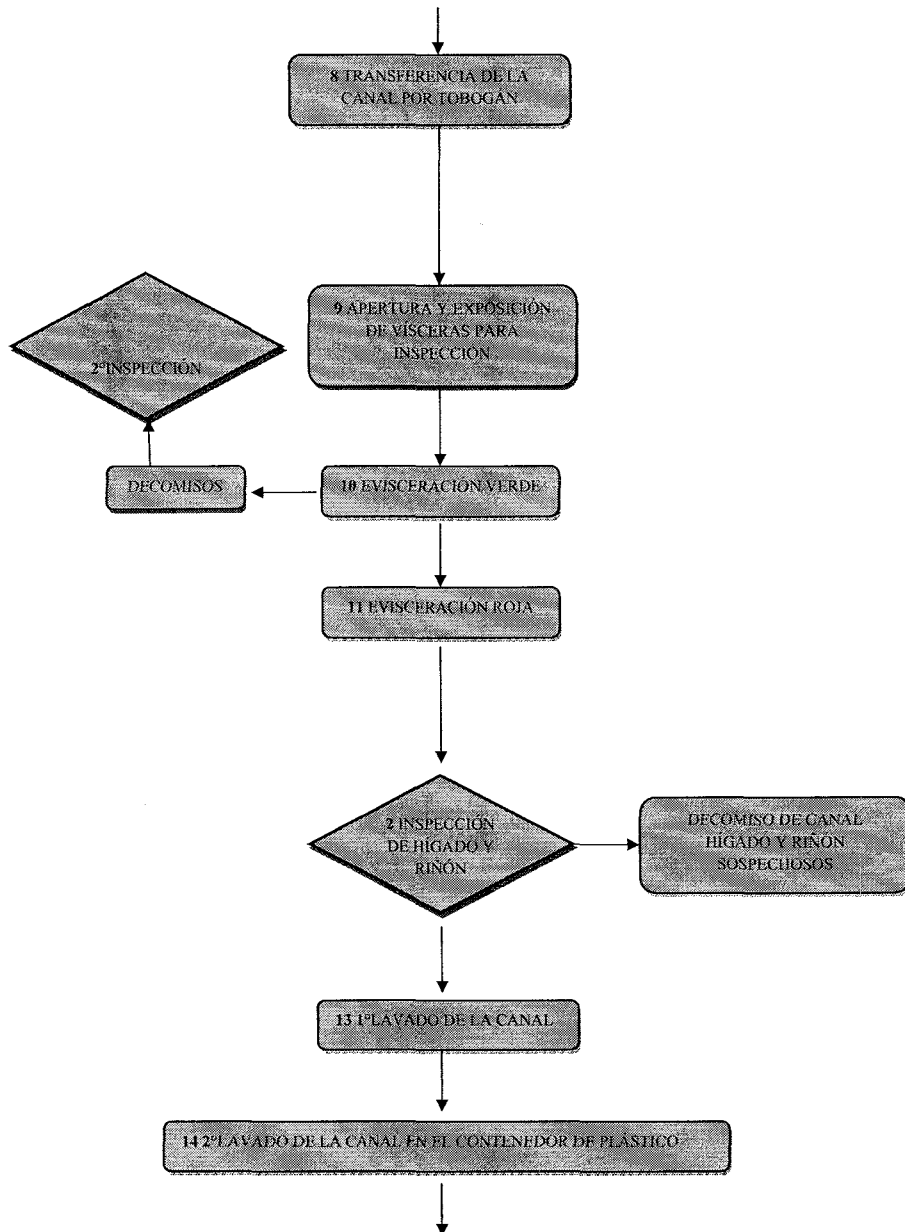 8 TRANSFERENCIA DE LA
CANAL POR TOBOGÁN
9 APERTURA Y EXPOSICIÓN
DE VÍSCERAS PARA
INSPECCIÓN
2ºINSPECCIÓN
DECOMISOS
10 EVISCERACIÓN VERDE
11 EVISCERACIÓN ROJA
2 INSPECCIÓN
DE HÍGADO Y
RIÑÓN
DECOMISO DE CANAL
HÍGADO Y RIÑÓN
SOSPECHOSOS
13 1ºLAVADO DE LA CANAL
14 2ºLAVADO DE LA CANAL EN EL CONTENEDOR DE PLÁSTICO